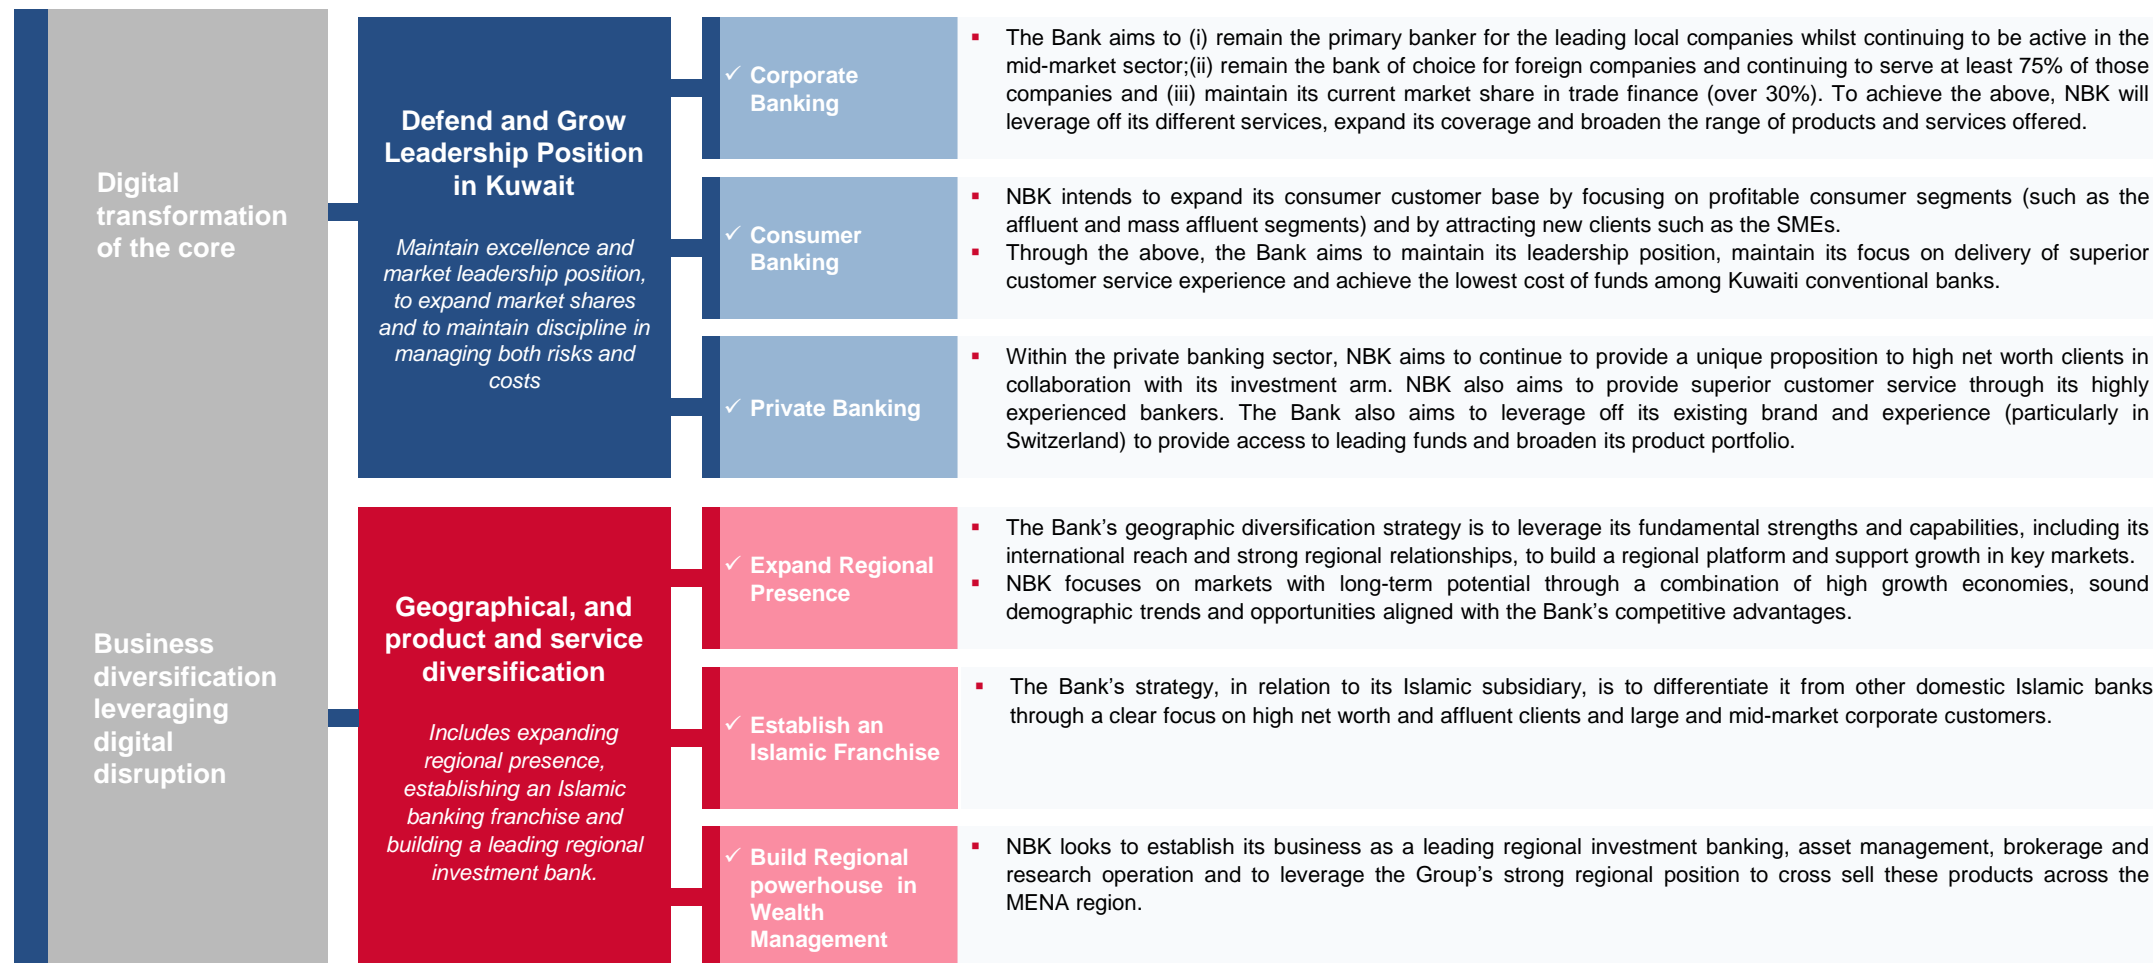 Digital
transformation
of the core
Defend and Grow
Leadership Position
in Kuwait
Maintain excellence and
market leadership position,
to expand market shares
and to maintain discipline in
managing both risks and
costs
✓ Corporate
Banking
▪ The Bank aims to (i) remain the primary banker for the leading local companies whilst continuing to be active in the
mid-market sector;(ii) remain the bank of choice for foreign companies and continuing to serve at least 75% of those
companies and (iii) maintain its current market share in trade finance (over 30%). To achieve the above, NBK will
leverage off its different services, expand its coverage and broaden the range of products and services offered.
✓ Consumer
Banking
▪ NBK intends to expand its consumer customer base by focusing on profitable consumer segments (such as the
affluent and mass affluent segments) and by attracting new clients such as the SMEs.
▪ Through the above, the Bank aims to maintain its leadership position, maintain its focus on delivery of superior
customer service experience and achieve the lowest cost of funds among Kuwaiti conventional banks.
✓ Private Banking
▪ Within the private banking sector, NBK aims to continue to provide a unique proposition to high net worth clients in
collaboration with its investment arm. NBK also aims to provide superior customer service through its highly
experienced bankers. The Bank also aims to leverage off its existing brand and experience (particularly in
Switzerland) to provide access to leading funds and broaden its product portfolio.
Business
diversification
leveraging
digital
disruption
Geographical, and
product and service
diversification
Includes expanding
regional presence,
establishing an Islamic
banking franchise and
building a leading regional
investment bank.
✓ Expand Regional
Presence
▪ The Bank’s geographic diversification strategy is to leverage its fundamental strengths and capabilities, including its
international reach and strong regional relationships, to build a regional platform and support growth in key markets.
▪ NBK focuses on markets with long-term potential through a combination of high growth economies, sound
demographic trends and opportunities aligned with the Bank’s competitive advantages.
✓ Establish an
Islamic Franchise
▪ The Bank’s strategy, in relation to its Islamic subsidiary, is to differentiate it from other domestic Islamic banks
through a clear focus on high net worth and affluent clients and large and mid-market corporate customers.
✓ Build Regional
powerhouse in
Wealth
Management
▪ NBK looks to establish its business as a leading regional investment banking, asset management, brokerage and
research operation and to leverage the Group’s strong regional position to cross sell these products across the
MENA region.